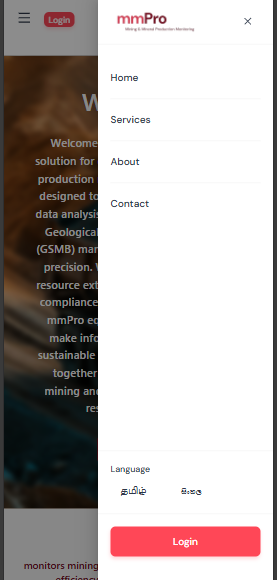 Login
mmPro
Mining & Mineral Production Monitoring
Home
Services
About
Contact
W
Welcome
solution for
production
designed to
data analysis
Geological
(GSMB) man
precision. W
resource ext
compliance
mmPro ec
make info
sustainable
together
mining and
res
Language
தமிழ் සිංහල
Login
monitors mining
efficiency